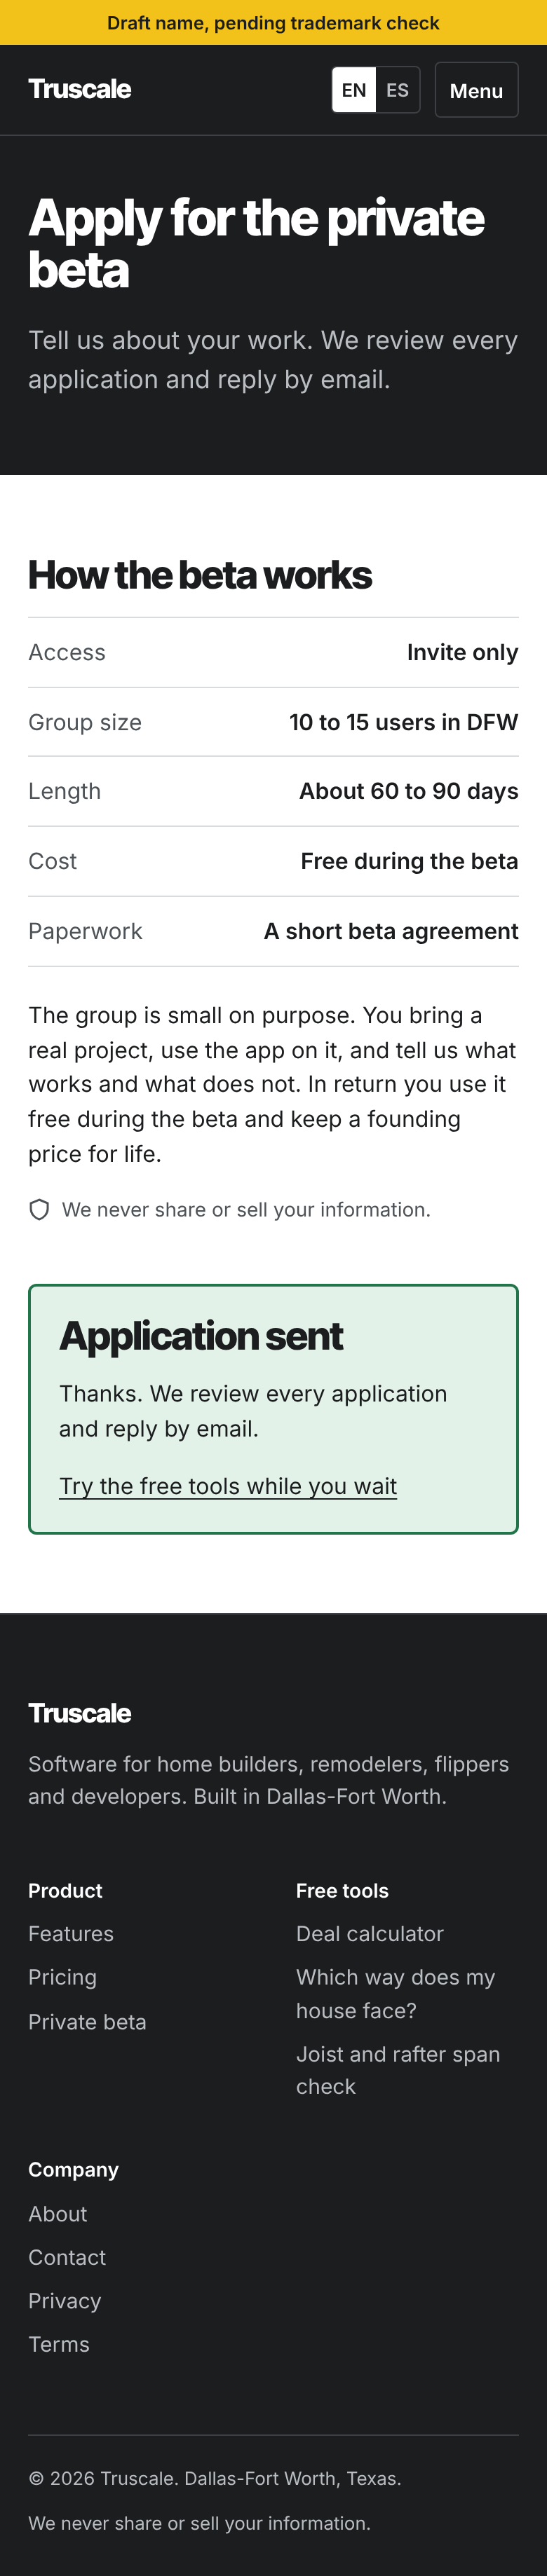 Draft name, pending trademark check
Truscale
EN ES Menu
Apply for the private
beta
Tell us about your work. We review every
application and reply by email.
How the beta works
Access Invite only
Group size 10 to 15 users in DFW
Length About 60 to 90 days
Cost Free during the beta
Paperwork A short beta agreement
The group is small on purpose. You bring a
real project, use the app on it, and tell us what
works and what does not. In return you use it
free during the beta and keep a founding
price for life.
We never share or sell your information.
Application sent
Thanks. We review every application
and reply by email.
Try the free tools while you wait
Truscale
Software for home builders, remodelers, flippers
and developers. Built in Dallas-Fort Worth.
Product
Features
Pricing
Private beta
Free tools
Deal calculator
Which way does my
house face?
Joist and rafter span
check
Company
About
Contact
Privacy
Terms
© 2026 Truscale. Dallas-Fort Worth, Texas.
We never share or sell your information.